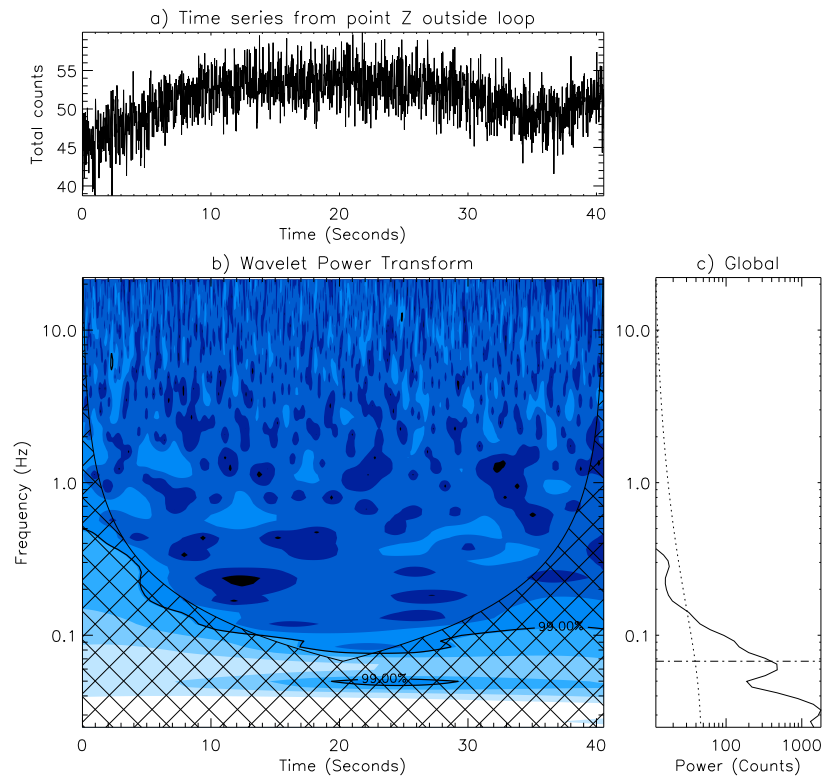 a) Time series from point Z outside loop
Total counts
55
50
45
40
0 10 20 30 40
Time (Seconds)
b) Wavelet Power Transform
c) Global
Frequency (Hz)
10.0
10.0
1.0
1.0
99.00%
0.1
0.1
99.00%
0 10 20 30 40
100 1000
Time (Seconds)
Power (Counts)